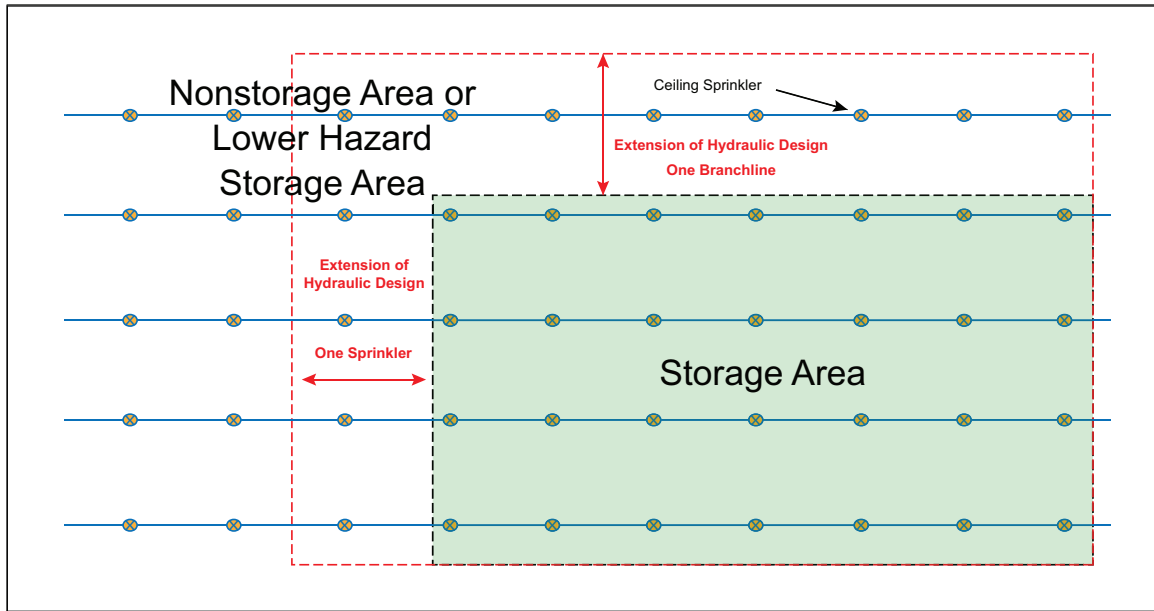 Nonstorage Area or
Lower Hazard
Storage Area
Ceiling Sprinkler
Extension of Hydraulic Design
One Branchline
Extension of
Hydraulic Design
One Sprinkler
Storage Area